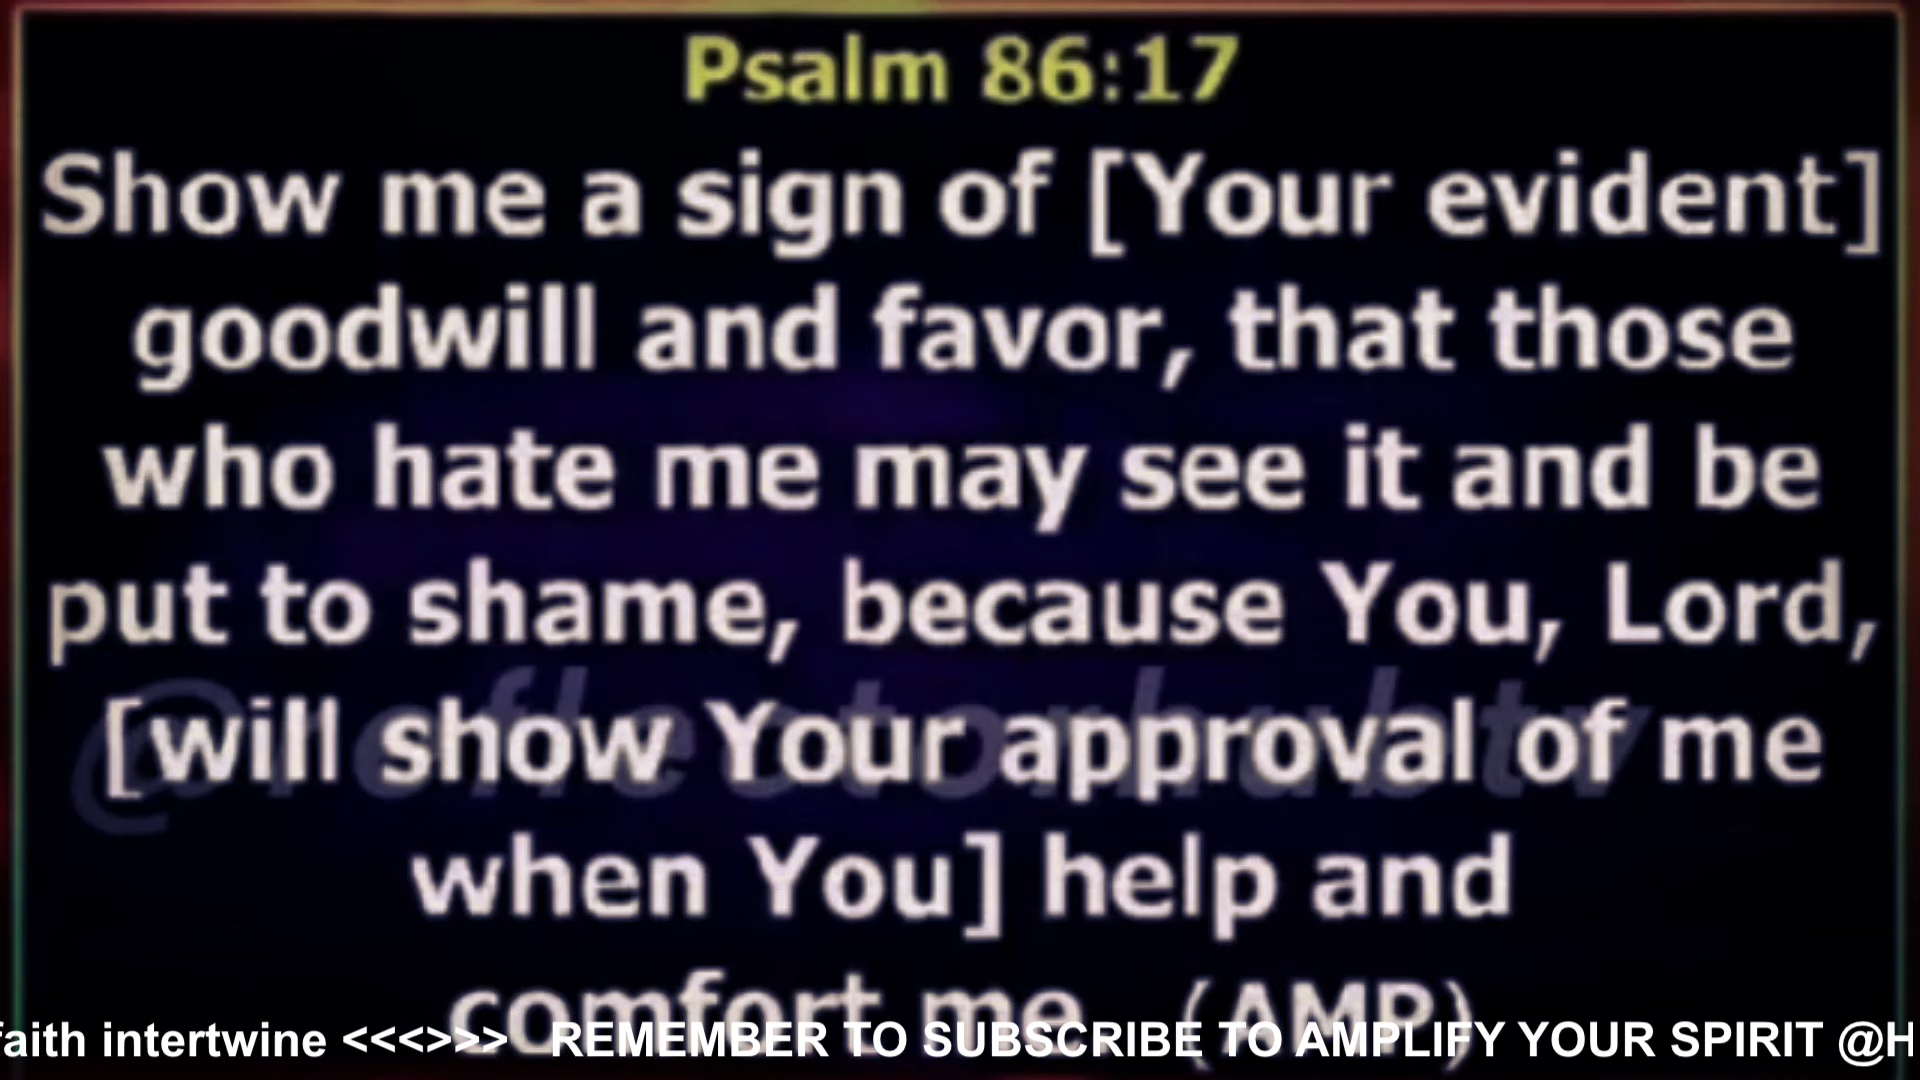 Psalm 86:17
Show me a sign of [Your evident]
goodwill and favor, that those
who hate me may see it and be
put to shame, because You, Lord,
@reflectorhubtv
[will show Your approval of me
when You] help and
comfort me (AMP)
faith intertwine <<<>>> REMEMBER TO SUBSCRIBE TO AMPLIFY YOUR SPIRIT @H